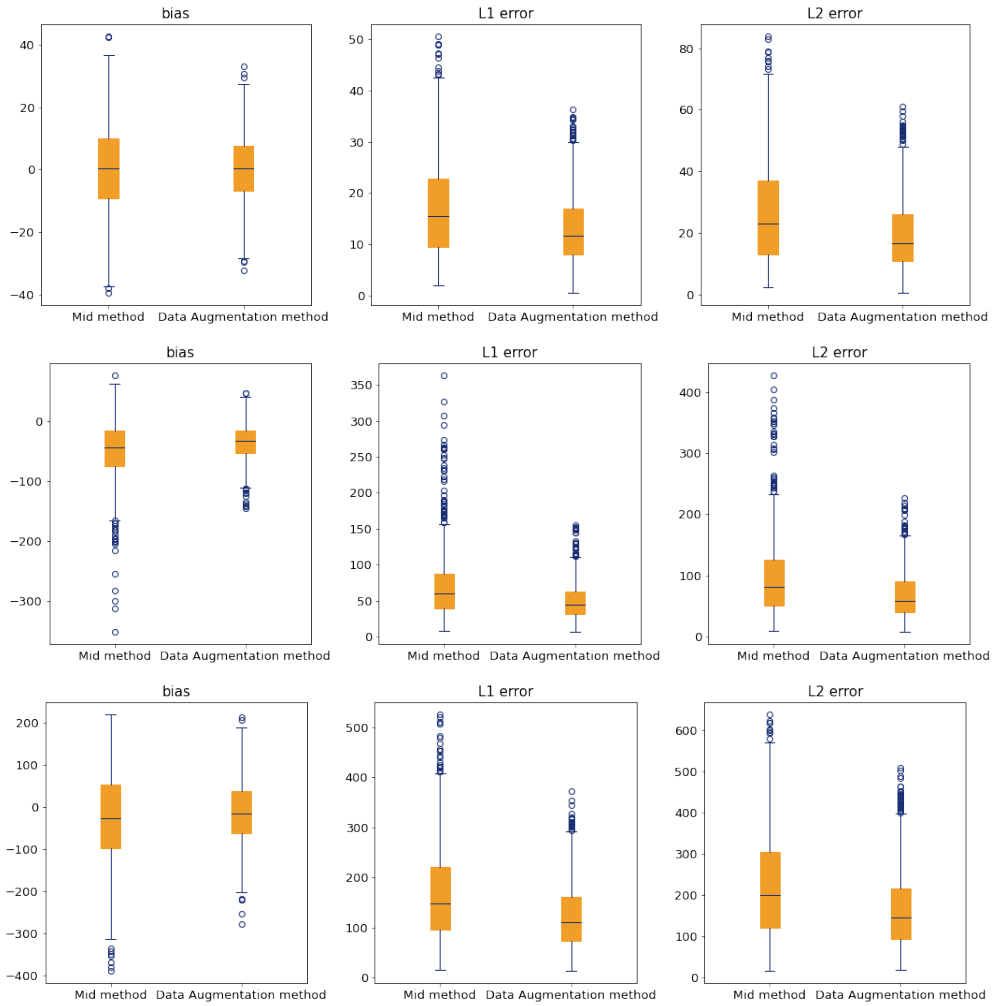 bias L1 error L2 error
40 50 80
20 40 60
0 30 40
−20 20 20
−40 10 0
0
Mid method Data Augmentation method Mid method Data Augmentation method Mid method Data Augmentation method
bias L1 error L2 error
0 350 400
−100 300 300
−200 250 200
−300 200 100
150 0
100
50
0
Mid method Data Augmentation method Mid method Data Augmentation method Mid method Data Augmentation method
bias L1 error L2 error
200 500 600
100 400 500
0 300 400
−100 200 300
−200 100 200
−300 0 100
−400 0
Mid method Data Augmentation method Mid method Data Augmentation method Mid method Data Augmentation method